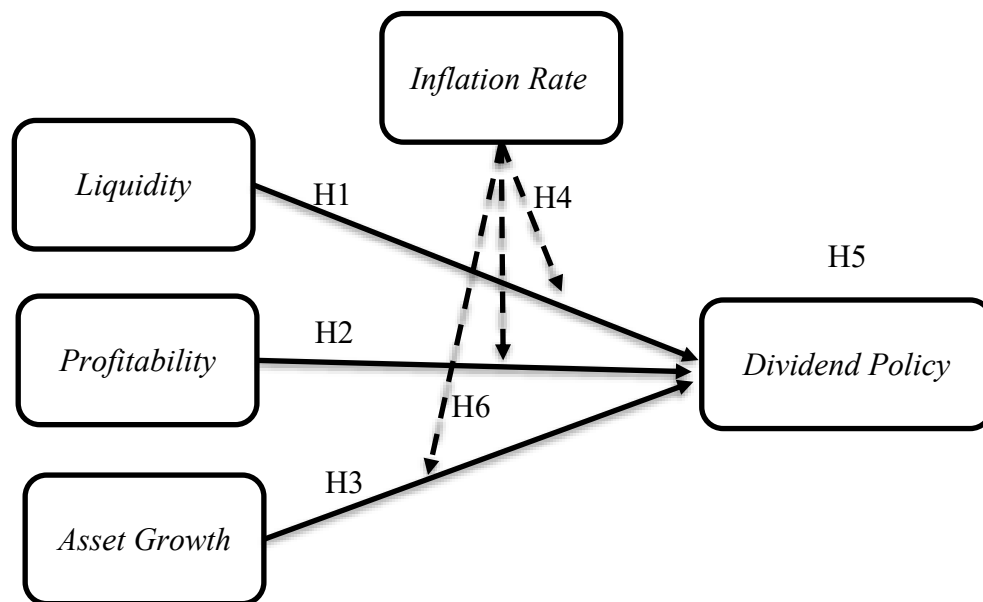 Inflation Rate
Liquidity
H1
H4
H5
Profitability
H2
Dividend Policy
H6
H3
Asset Growth